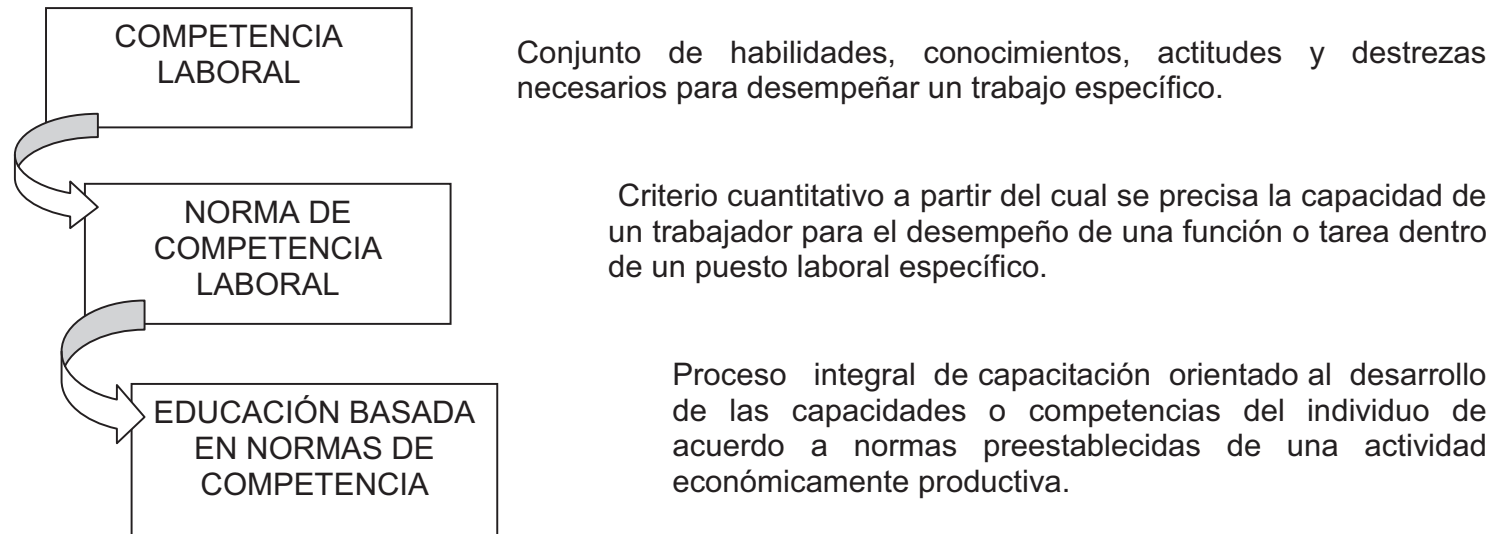 COMPETENCIA
LABORAL
Conjunto de habilidades, conocimientos, actitudes y destrezas
necesarios para desempeñar un trabajo específico.
NORMA DE
COMPETENCIA
LABORAL
Criterio cuantitativo a partir del cual se precisa la capacidad de
un trabajador para el desempeño de una función o tarea dentro
de un puesto laboral específico.
EDUCACIÓN BASADA
EN NORMAS DE
COMPETENCIA
Proceso integral de capacitación orientado al desarrollo
de las capacidades o competencias del individuo de
acuerdo a normas preestablecidas de una actividad
económicamente productiva.